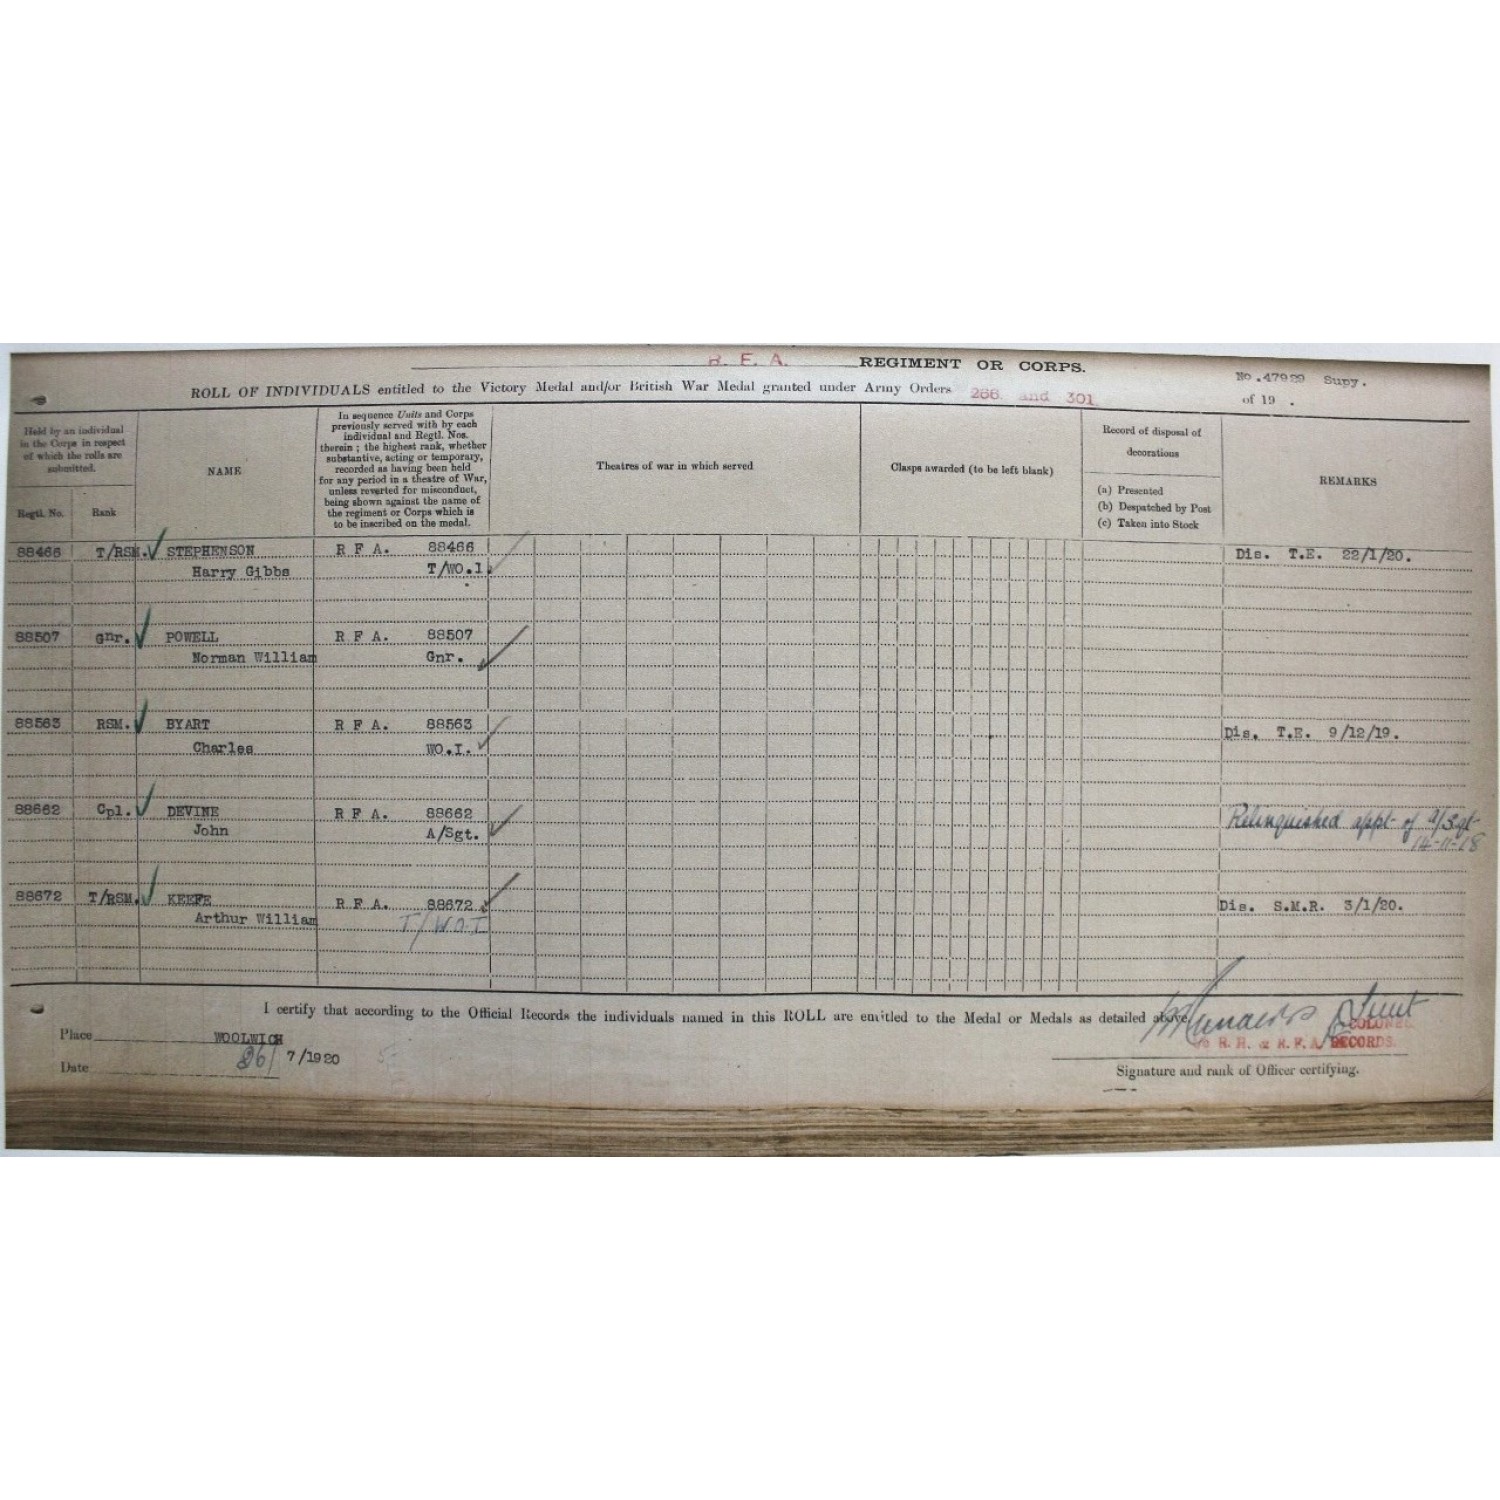 R. F. A. REGIMENT OR CORPS.
No.47929 Supy.
ROLL OF INDIVIDUALS entitled to the Victory Medal and/or British War Medal granted under Army Orders 266 and 301.
of 19 .
Held by an individual
in the Corps in respect
of which the rolls are
submitted.
Regtl. No.
Rank
NAME
In sequence Units and Corps
previously served with by each
individual and Regtl. Nos.
therein ; the highest rank, whether
substantive, acting or temporary,
recorded as having been held
for any period in a theatre of War,
unless reverted for misconduct,
being shown against the name of
the regiment or Corps which is
to be inscribed on the medal.
Theatres of war in which served
Clasps awarded (to be left blank)
Record of disposal of
decorations
(a) Presented
(b) Despatched by Post
(c) Taken into Stock
REMARKS
88466 T/RSM. STEPHENSON R F A. 88466 Dis. T.E. 22/1/20.
Harry Gibbs T/WO.1
88507 Gnr. POWELL R F A. 88507
Norman William Gnr.
88563 RSM. BYART R F A. 88563 Dis. T.E. 9/12/19.
Charles WO.I.
88662 Cpl. DEVINE R F A. 88662 Relinquished appt of A/Sgt
John A/Sgt. 14-11-18
88672 T/RSM. KEEFE R F A. 88672 Dis. S.M.R. 3/1/20.
Arthur William T/W.O.I
I certify that according to the Official Records the individuals named in this ROLL are entitled to the Medal or Medals as detailed above.
Place WOOLWICH
Date 26/7/1920
COLONEL
R. H. & R. F. A. RECORDS.
Signature and rank of Officer certifying.